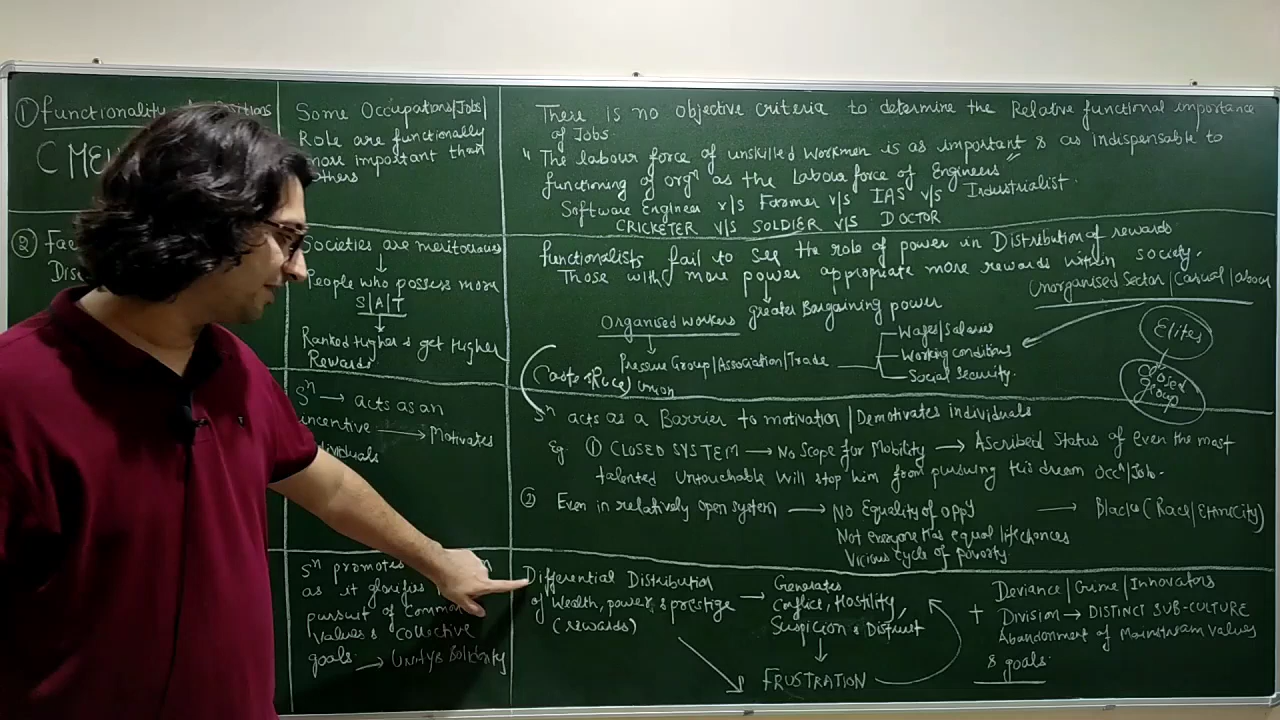 ① functionality
Some Occupations/Jobs/
Role are functionally
more important than
others
There is no objective criteria to determine the Relative functional importance
of Jobs.
" The labour force of unskilled workmen is as important & as indispensable to
functioning of orgⁿ as the Labour force of Engineers "
Software Engineer v/s Farmer v/s IAS v/s Industrialist.
CRICKETER V/S SOLDIER V/S DOCTOR
②
Societies are meritocratic
People who possess more
S|A|T
Ranked Higher & get Higher
Rewards
functionalists fail to see the role of power in Distribution of rewards
Those with more power appropiate more rewards within society.
greater Bargaining power
Unorganised Sector/Casual labour
Organised workers
Pressure Group/Association/Trade
Union
Wages/Salaries
Working conditions
Social Security.
Elites
Closed
group
(Caste & Race)
Sⁿ → acts as an
incentive → Motivates
individuals
Sⁿ acts as a Barrier to motivation/Demotivates individuals
Eg. ① CLOSED SYSTEM → No Scope for Mobility → Ascribed Status of even the most
talented Untouchable will stop him from pursuing his dream occⁿ/Job.
② Even in relatively open system → No Equality of oppy → Blacks (Race/Ethnicity)
Not everyone has equal life chances
Vicious cycle of poverty.
Sⁿ promotes
as it glorifies
pursuit of Common
values & collective
goals. → Unity & Solidarity
Differential Distribution
of Wealth, power & prestige
(rewards)
→ Generates
Conflict, Hostility,
Suspicion & Distrust
FRUSTRATION
+ Deviance/Crime/Innovators
Division → DISTINCT SUB-CULTURE
Abandonment of Mainstream values
& goals.